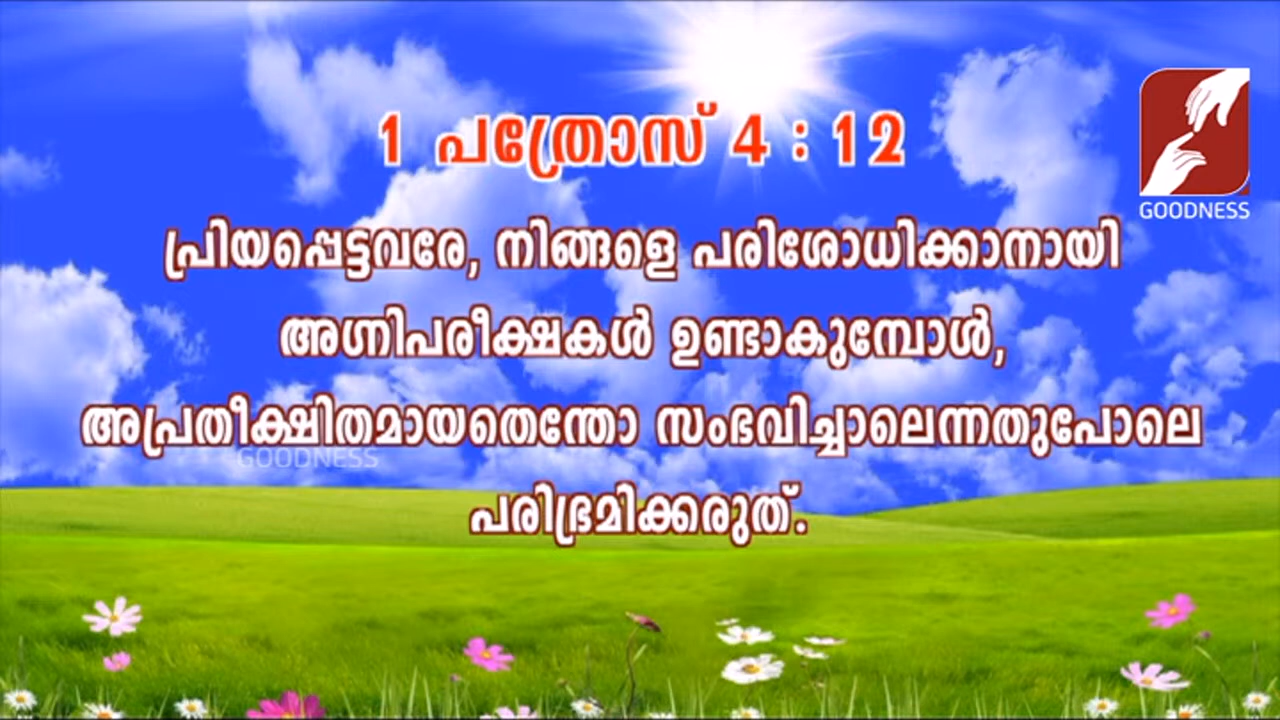 1 പത്രോസ് 4 : 12
GOODNESS
പ്രിയപ്പെട്ടവരേ, നിങ്ങളെ പരിശോധിക്കാനായി
അഗ്നിപരീക്ഷകൾ ഉണ്ടാകുമ്പോൾ,
അപ്രതീക്ഷിതമായതെന്തോ സംഭവിച്ചാലെന്നതുപോലെ
GOODNESS
പരിഭ്രമിക്കരുത്.